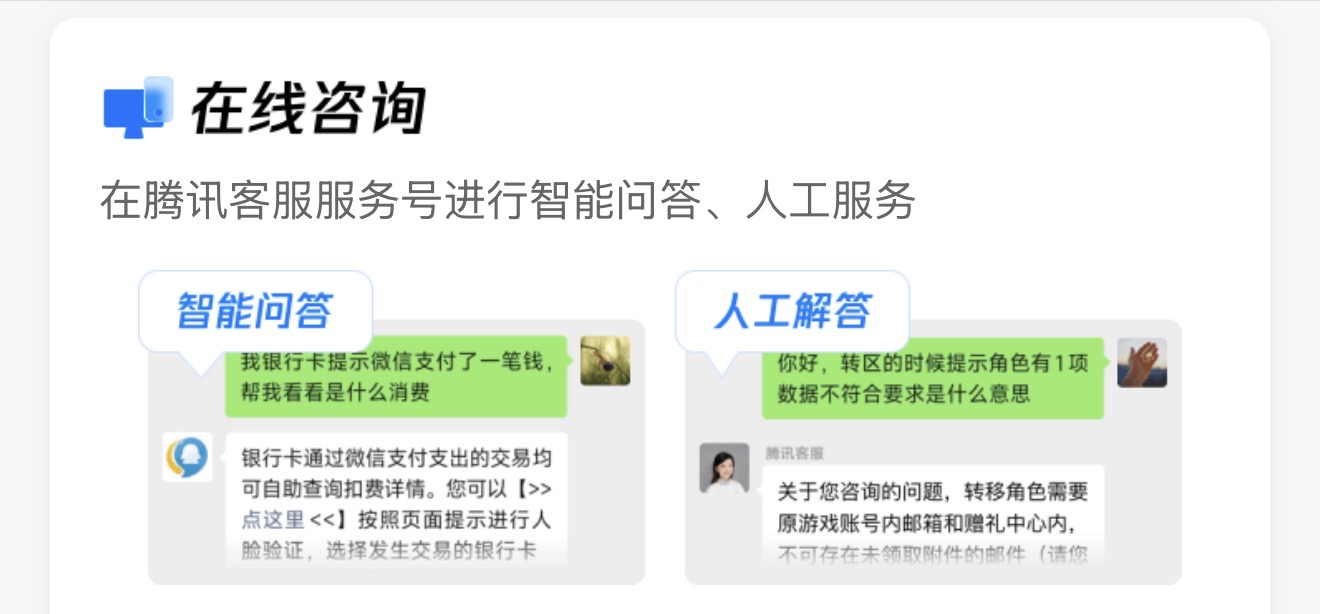 在线咨询
在腾讯客服服务号进行智能问答、人工服务
智能问答
我银行卡提示微信支付了一笔钱，
帮我看看是什么消费
银行卡通过微信支付支出的交易均
可自助查询扣费详情。您可以【>>
点这里 <<】按照页面提示进行人
脸验证，选择发生交易的银行卡
人工解答
你好，转区的时候提示角色有1项
数据不符合要求是什么意思
腾讯客服
关于您咨询的问题，转移角色需要
原游戏账号内邮箱和赠礼中心内，
不可存在未领取附件的邮件（请您